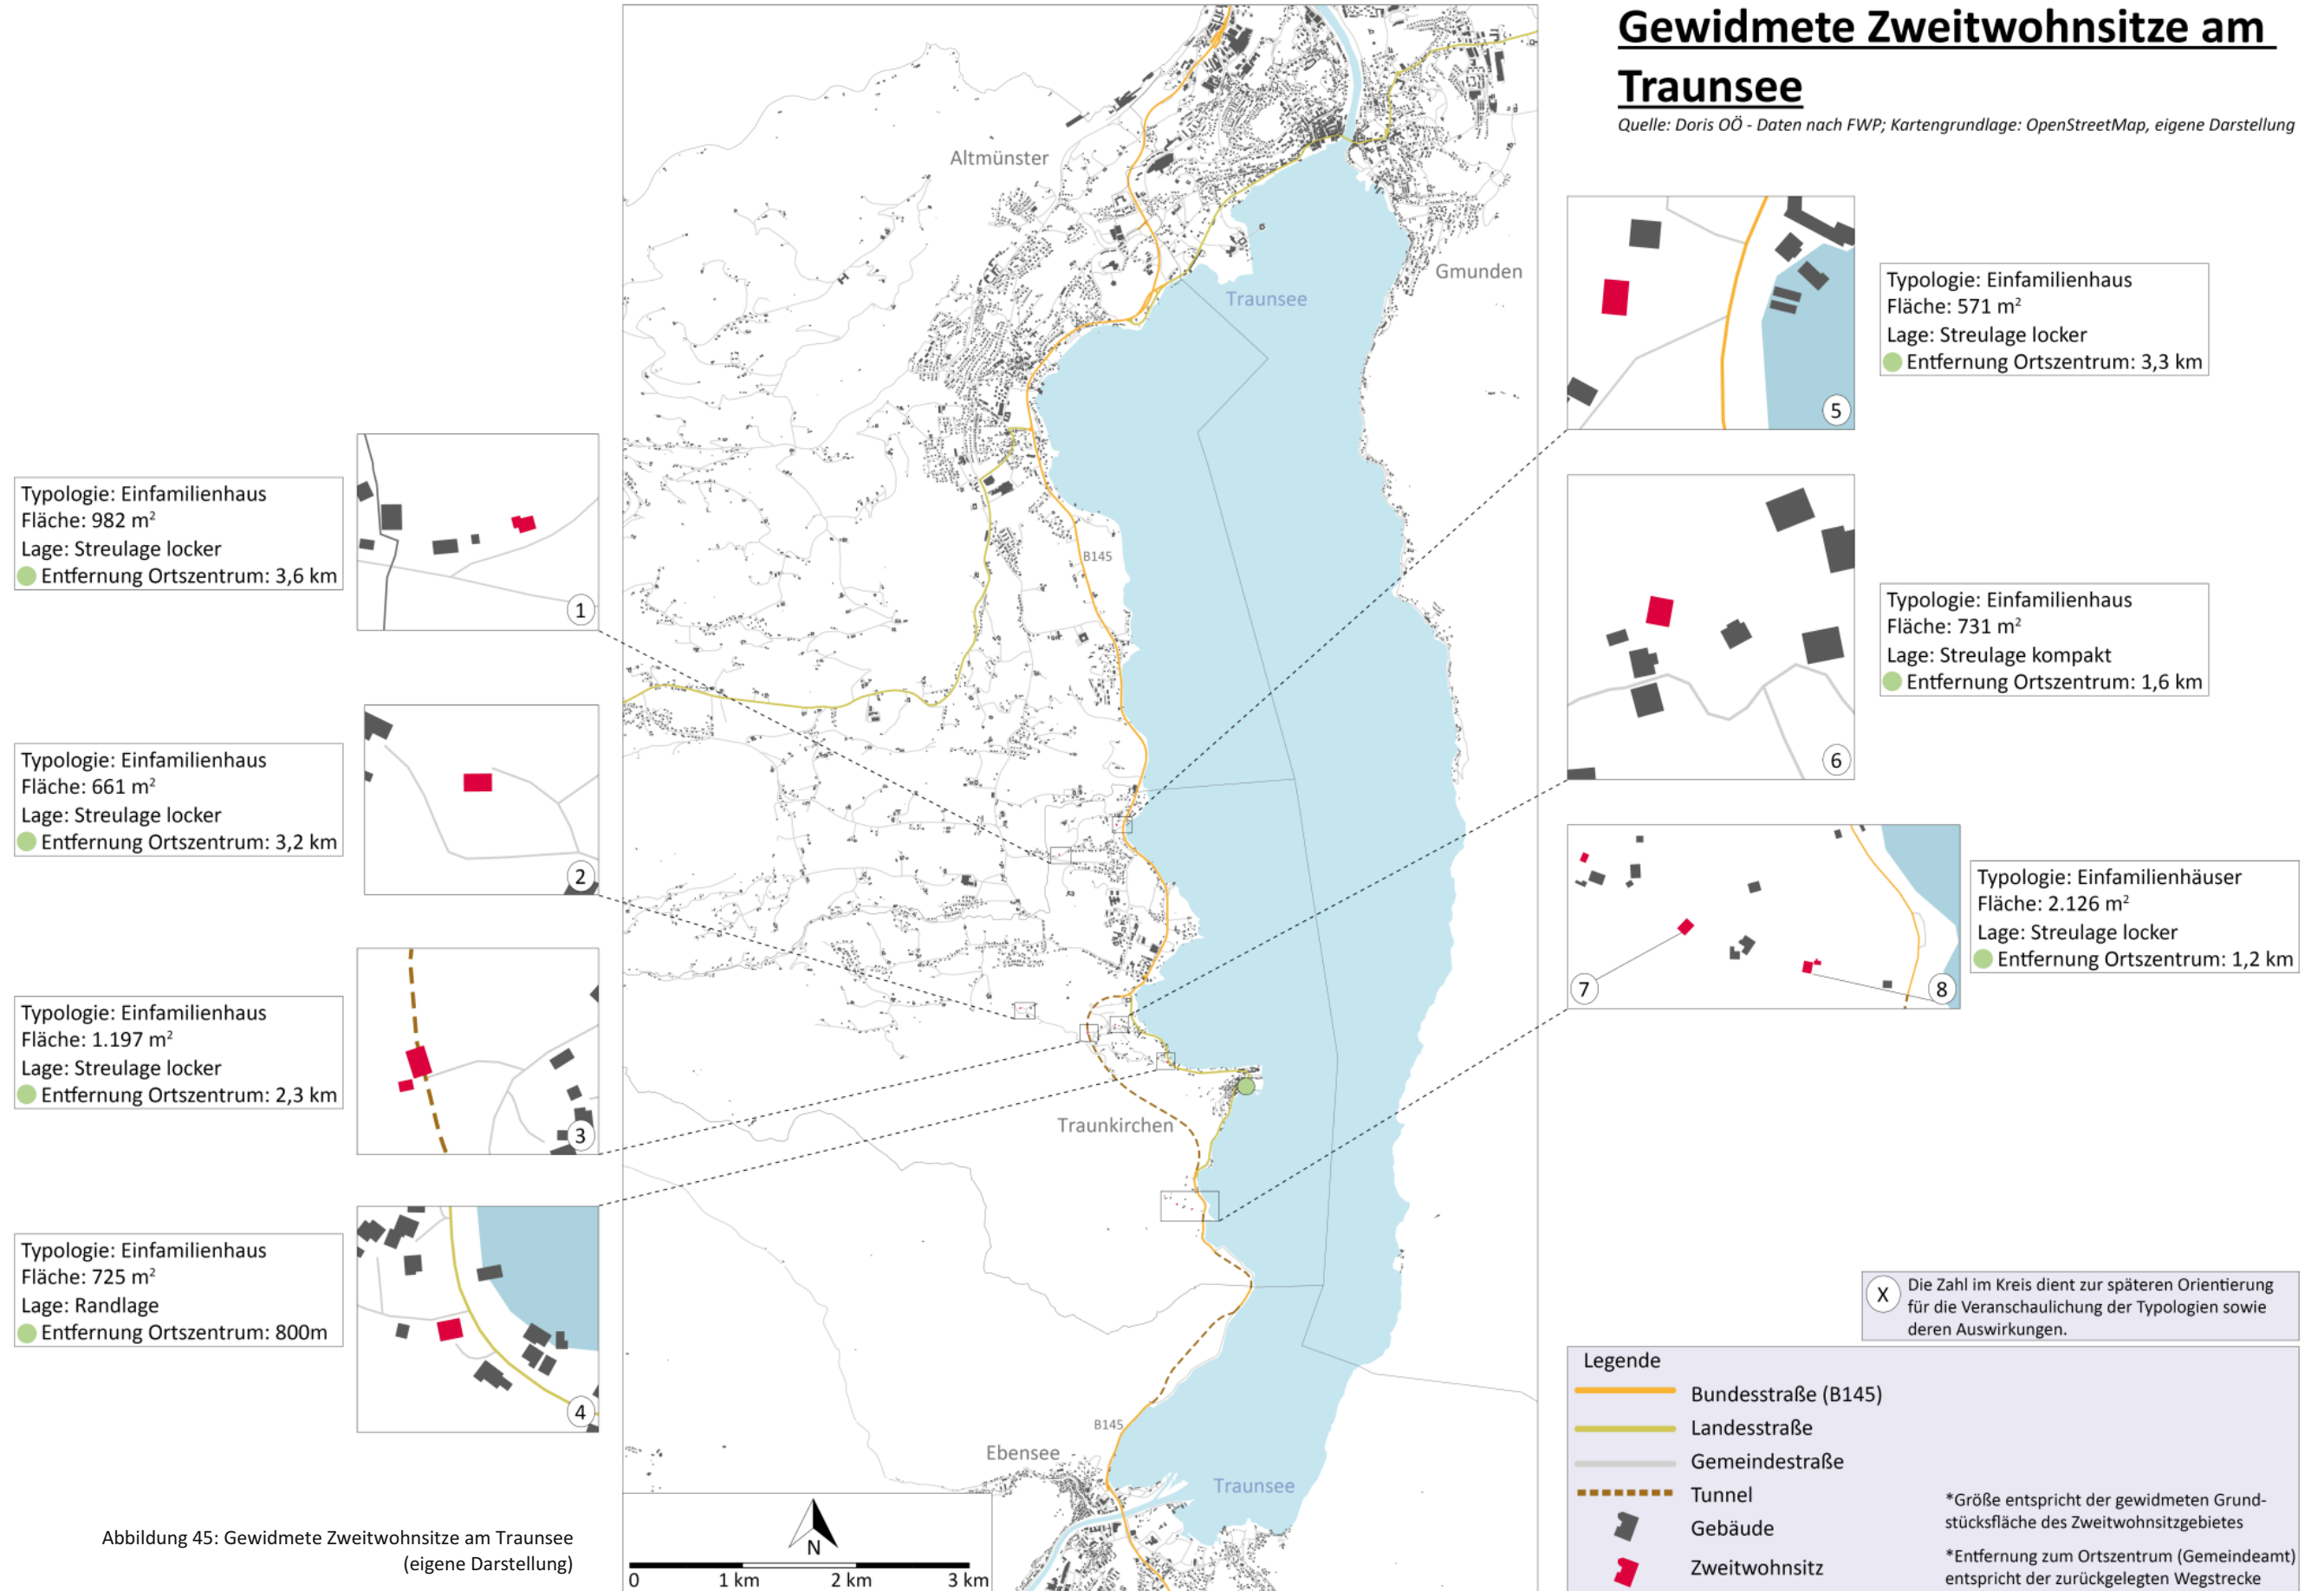 Gewidmete Zweitwohnsitze am
Traunsee
Quelle: Doris OÖ - Daten nach FWP; Kartengrundlage: OpenStreetMap, eigene Darstellung
Typologie: Einfamilienhaus
Fläche: 982 m²
Lage: Streulage locker
Entfernung Ortszentrum: 3,6 km
1
Typologie: Einfamilienhaus
Fläche: 661 m²
Lage: Streulage locker
Entfernung Ortszentrum: 3,2 km
2
Typologie: Einfamilienhaus
Fläche: 1.197 m²
Lage: Streulage locker
Entfernung Ortszentrum: 2,3 km
3
Typologie: Einfamilienhaus
Fläche: 725 m²
Lage: Randlage
Entfernung Ortszentrum: 800m
4
Altmünster
Gmunden
Traunsee
B145
Traunkirchen
B145
Ebensee
Traunsee
N
0 1 km 2 km 3 km
5
Typologie: Einfamilienhaus
Fläche: 571 m²
Lage: Streulage locker
Entfernung Ortszentrum: 3,3 km
6
Typologie: Einfamilienhaus
Fläche: 731 m²
Lage: Streulage kompakt
Entfernung Ortszentrum: 1,6 km
7
8
Typologie: Einfamilienhäuser
Fläche: 2.126 m²
Lage: Streulage locker
Entfernung Ortszentrum: 1,2 km
X
Die Zahl im Kreis dient zur späteren Orientierung
für die Veranschaulichung der Typologien sowie
deren Auswirkungen.
Legende
Bundesstraße (B145)
Landesstraße
Gemeindestraße
Tunnel
Gebäude
Zweitwohnsitz
*Größe entspricht der gewidmeten Grund-
stücksfläche des Zweitwohnsitzgebietes
*Entfernung zum Ortszentrum (Gemeindeamt)
entspricht der zurückgelegten Wegstrecke
Abbildung 45: Gewidmete Zweitwohnsitze am Traunsee
(eigene Darstellung)